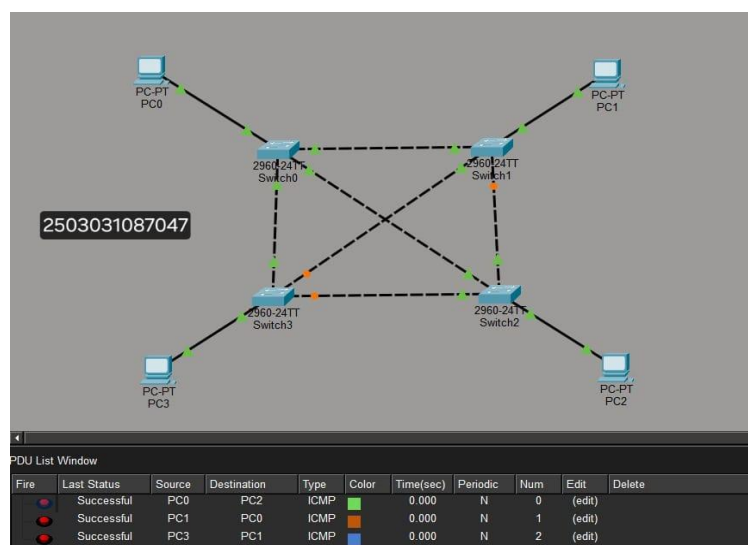 PC-PT
PC0
PC-PT
PC1
2960-24TT
Switch0
2960-24TT
Switch1
2503031087047
2960-24TT
Switch3
2960-24TT
Switch2
PC-PT
PC3
PC-PT
PC2
PDU List Window
Fire Last Status Source Destination Type Color Time(sec) Periodic Num Edit Delete
Successful PC0 PC2 ICMP 0.000 N 0 (edit)
Successful PC1 PC0 ICMP 0.000 N 1 (edit)
Successful PC3 PC1 ICMP 0.000 N 2 (edit)